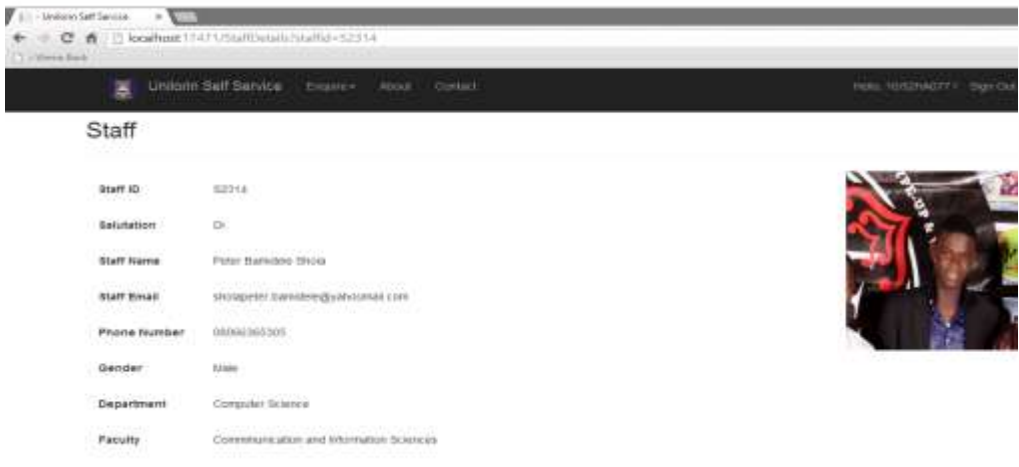 - Unilorin Self Service
localhost:17471/StaffDetails?staffid=52314
Unilorin Self Service Enquire About Contact Hello, Sign Out
Staff
Staff ID 52314
Salutation Dr.
Staff Name Peter Bamidele Shola
Staff Email
Phone Number
Gender Male
Department Computer Science
Faculty Communication and Information Sciences